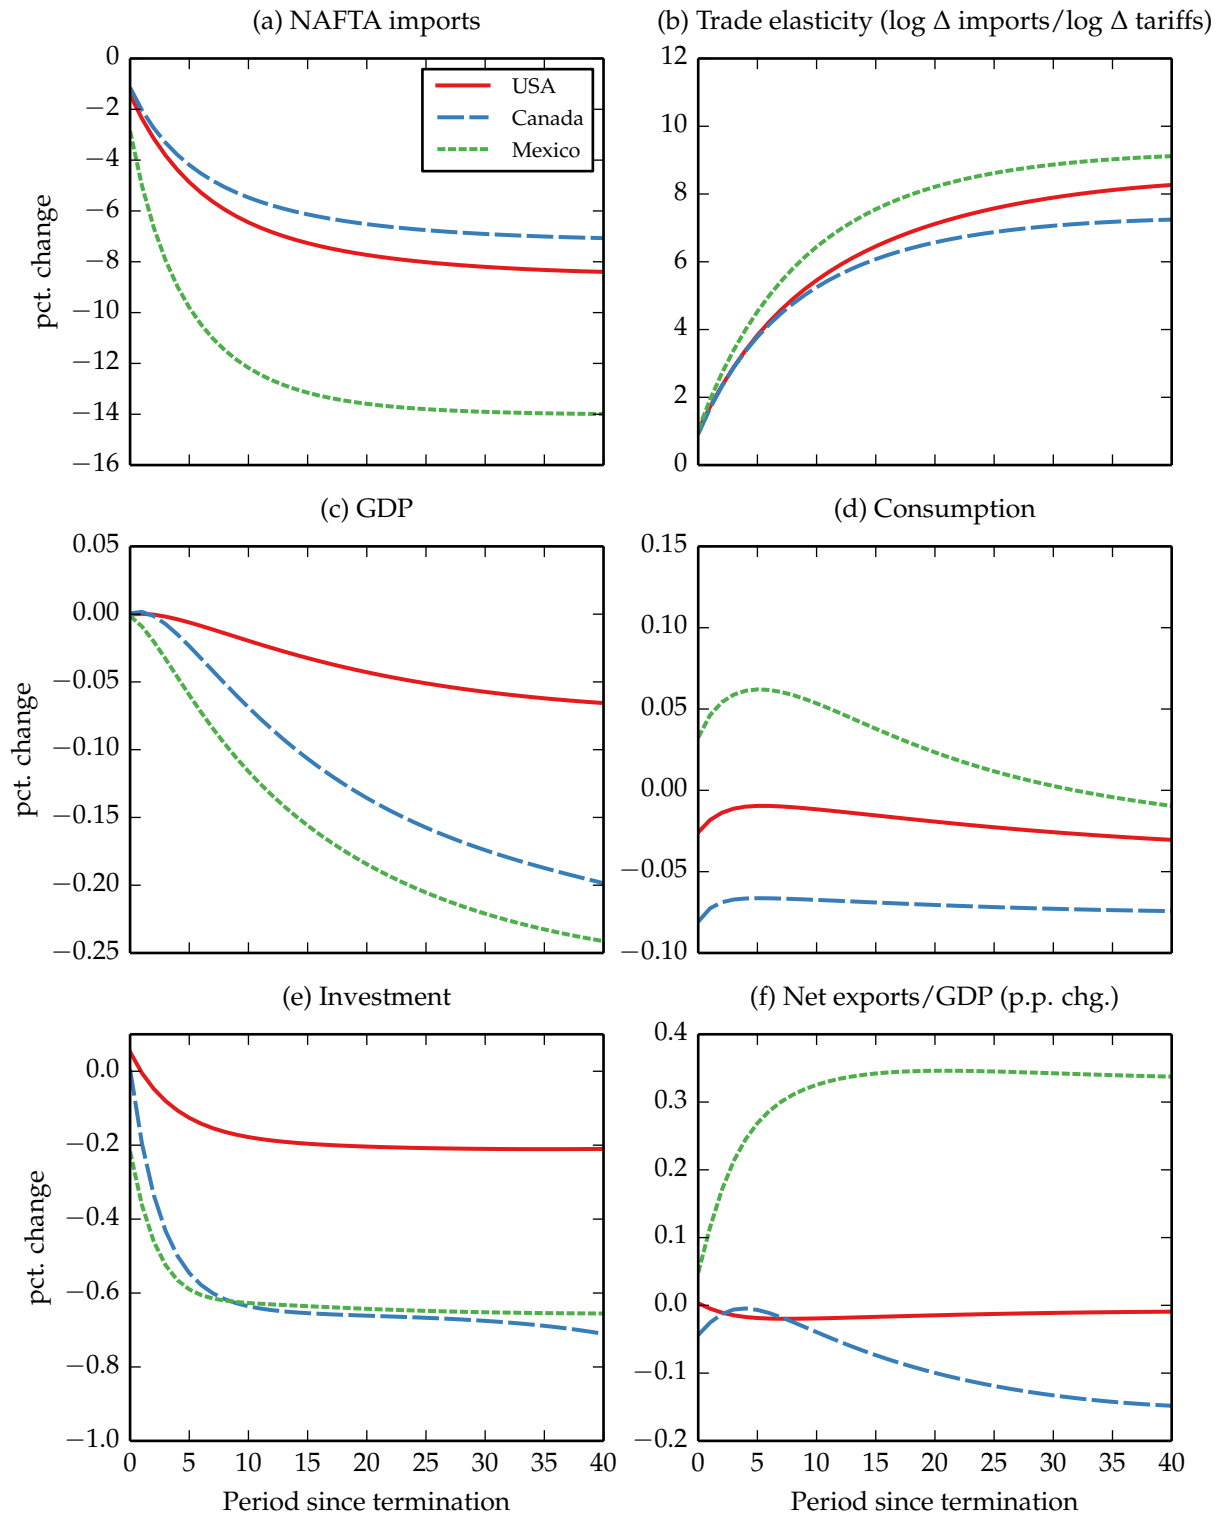 (a) NAFTA imports
(b) Trade elasticity (log Δ imports/log Δ tariffs)
0
−2
−4
−6
−8
−10
−12
−14
−16
pct. change
USA
Canada
Mexico
12
10
8
6
4
2
0
(c) GDP
(d) Consumption
0.05
0.00
−0.05
−0.10
−0.15
−0.20
−0.25
pct. change
0.15
0.10
0.05
0.00
−0.05
−0.10
(e) Investment
(f) Net exports/GDP (p.p. chg.)
0.0
−0.2
−0.4
−0.6
−0.8
−1.0
pct. change
0 5 10 15 20 25 30 35 40
Period since termination
0.4
0.3
0.2
0.1
0.0
−0.1
−0.2
0 5 10 15 20 25 30 35 40
Period since termination